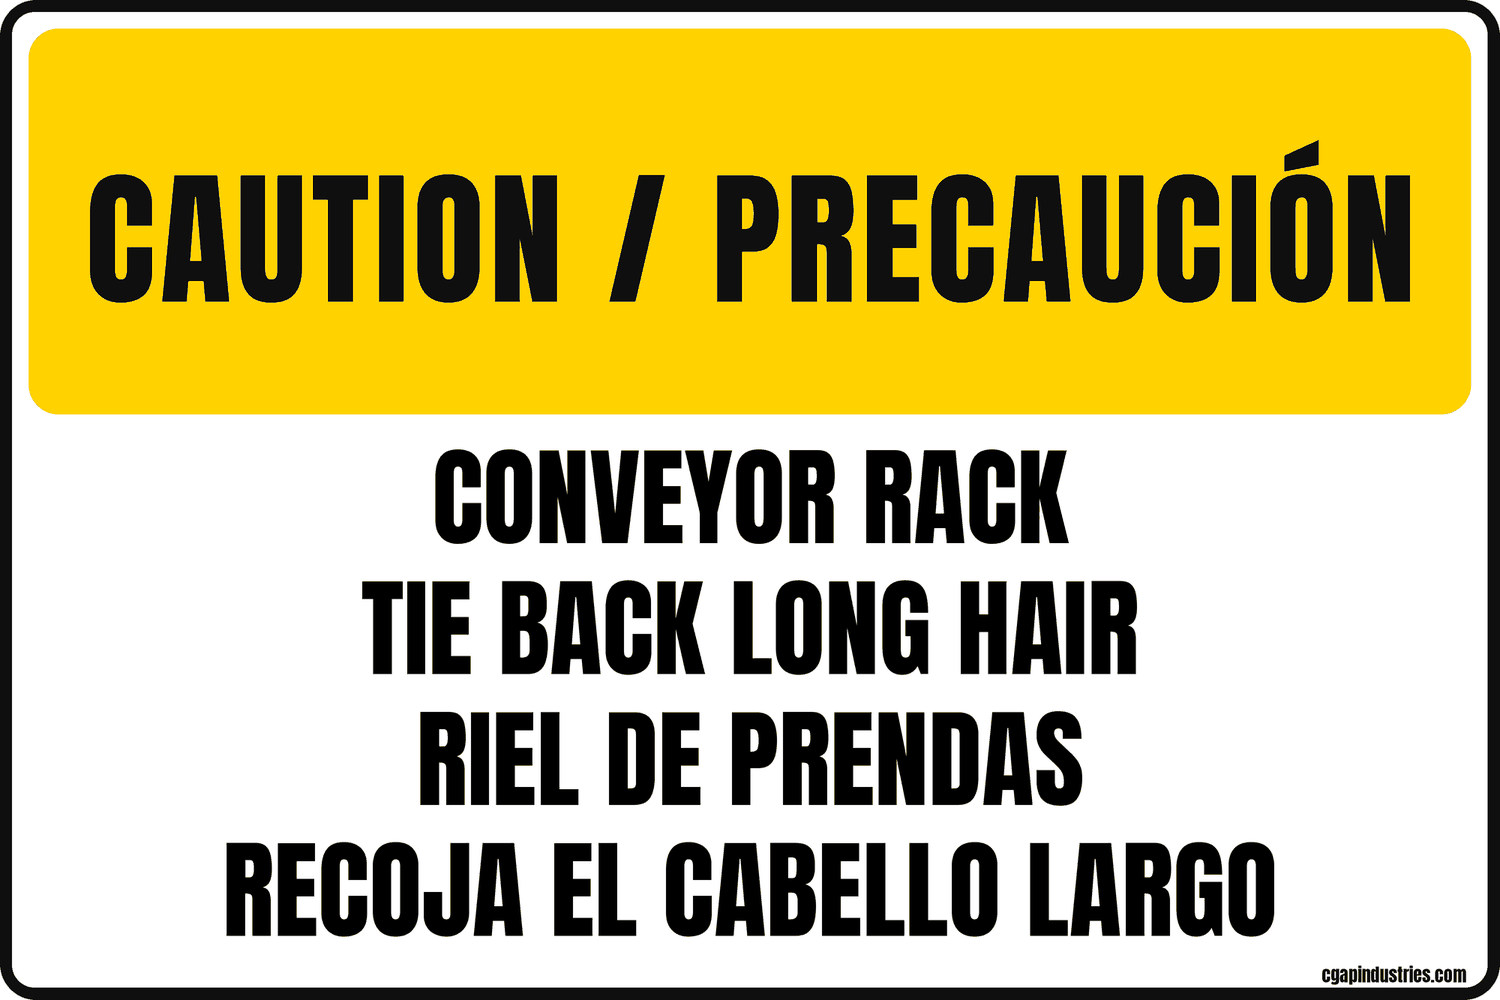 CAUTION / PRECAUCIÓN
CONVEYOR RACK
TIE BACK LONG HAIR
RIEL DE PRENDAS
RECOJA EL CABELLO LARGO
cgapindustries.com